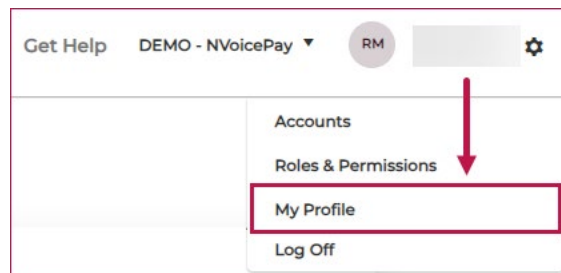 Get Help DEMO - NVoicePay ▼ RM
Accounts
Roles & Permissions
My Profile
Log Off